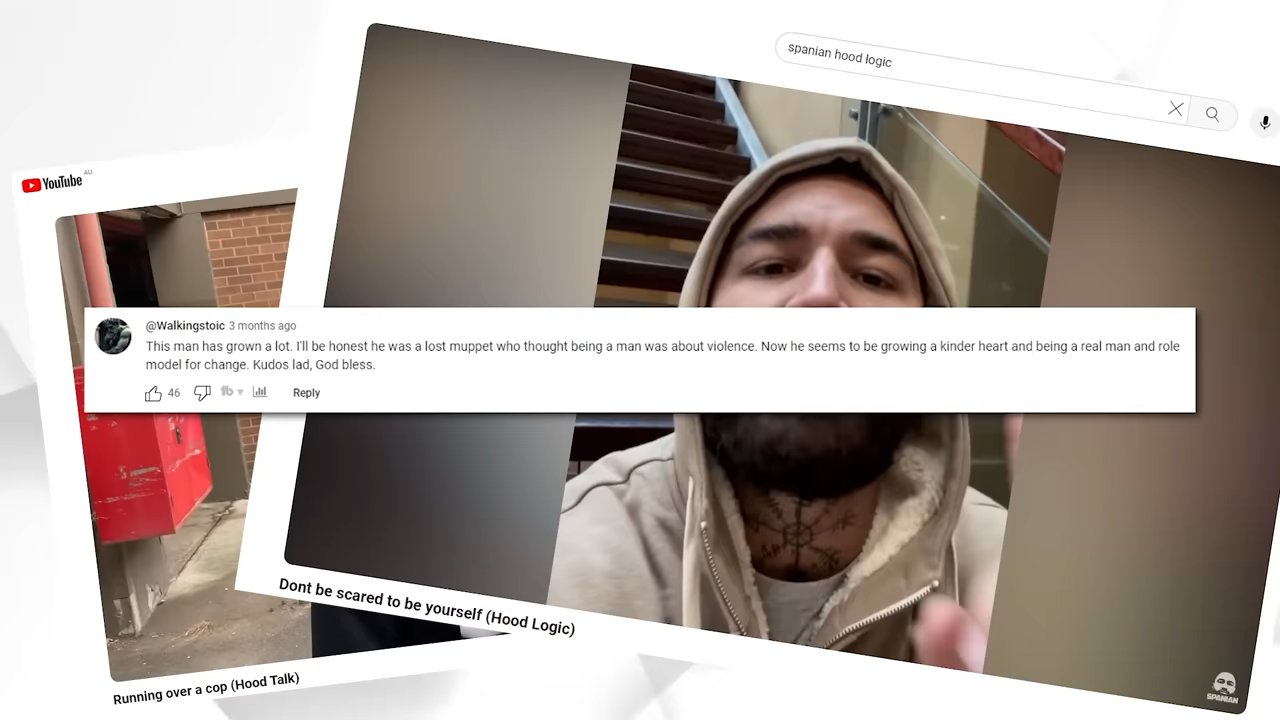 spanian hood logic
YouTube AU
@Walkingstoic 3 months ago
This man has grown a lot. I'll be honest he was a lost muppet who thought being a man was about violence. Now he seems to be growing a kinder heart and being a real man and role
model for change. Kudos lad, God bless.
46
Reply
Dont be scared to be yourself (Hood Logic)
Running over a cop (Hood Talk)
SPANIAN